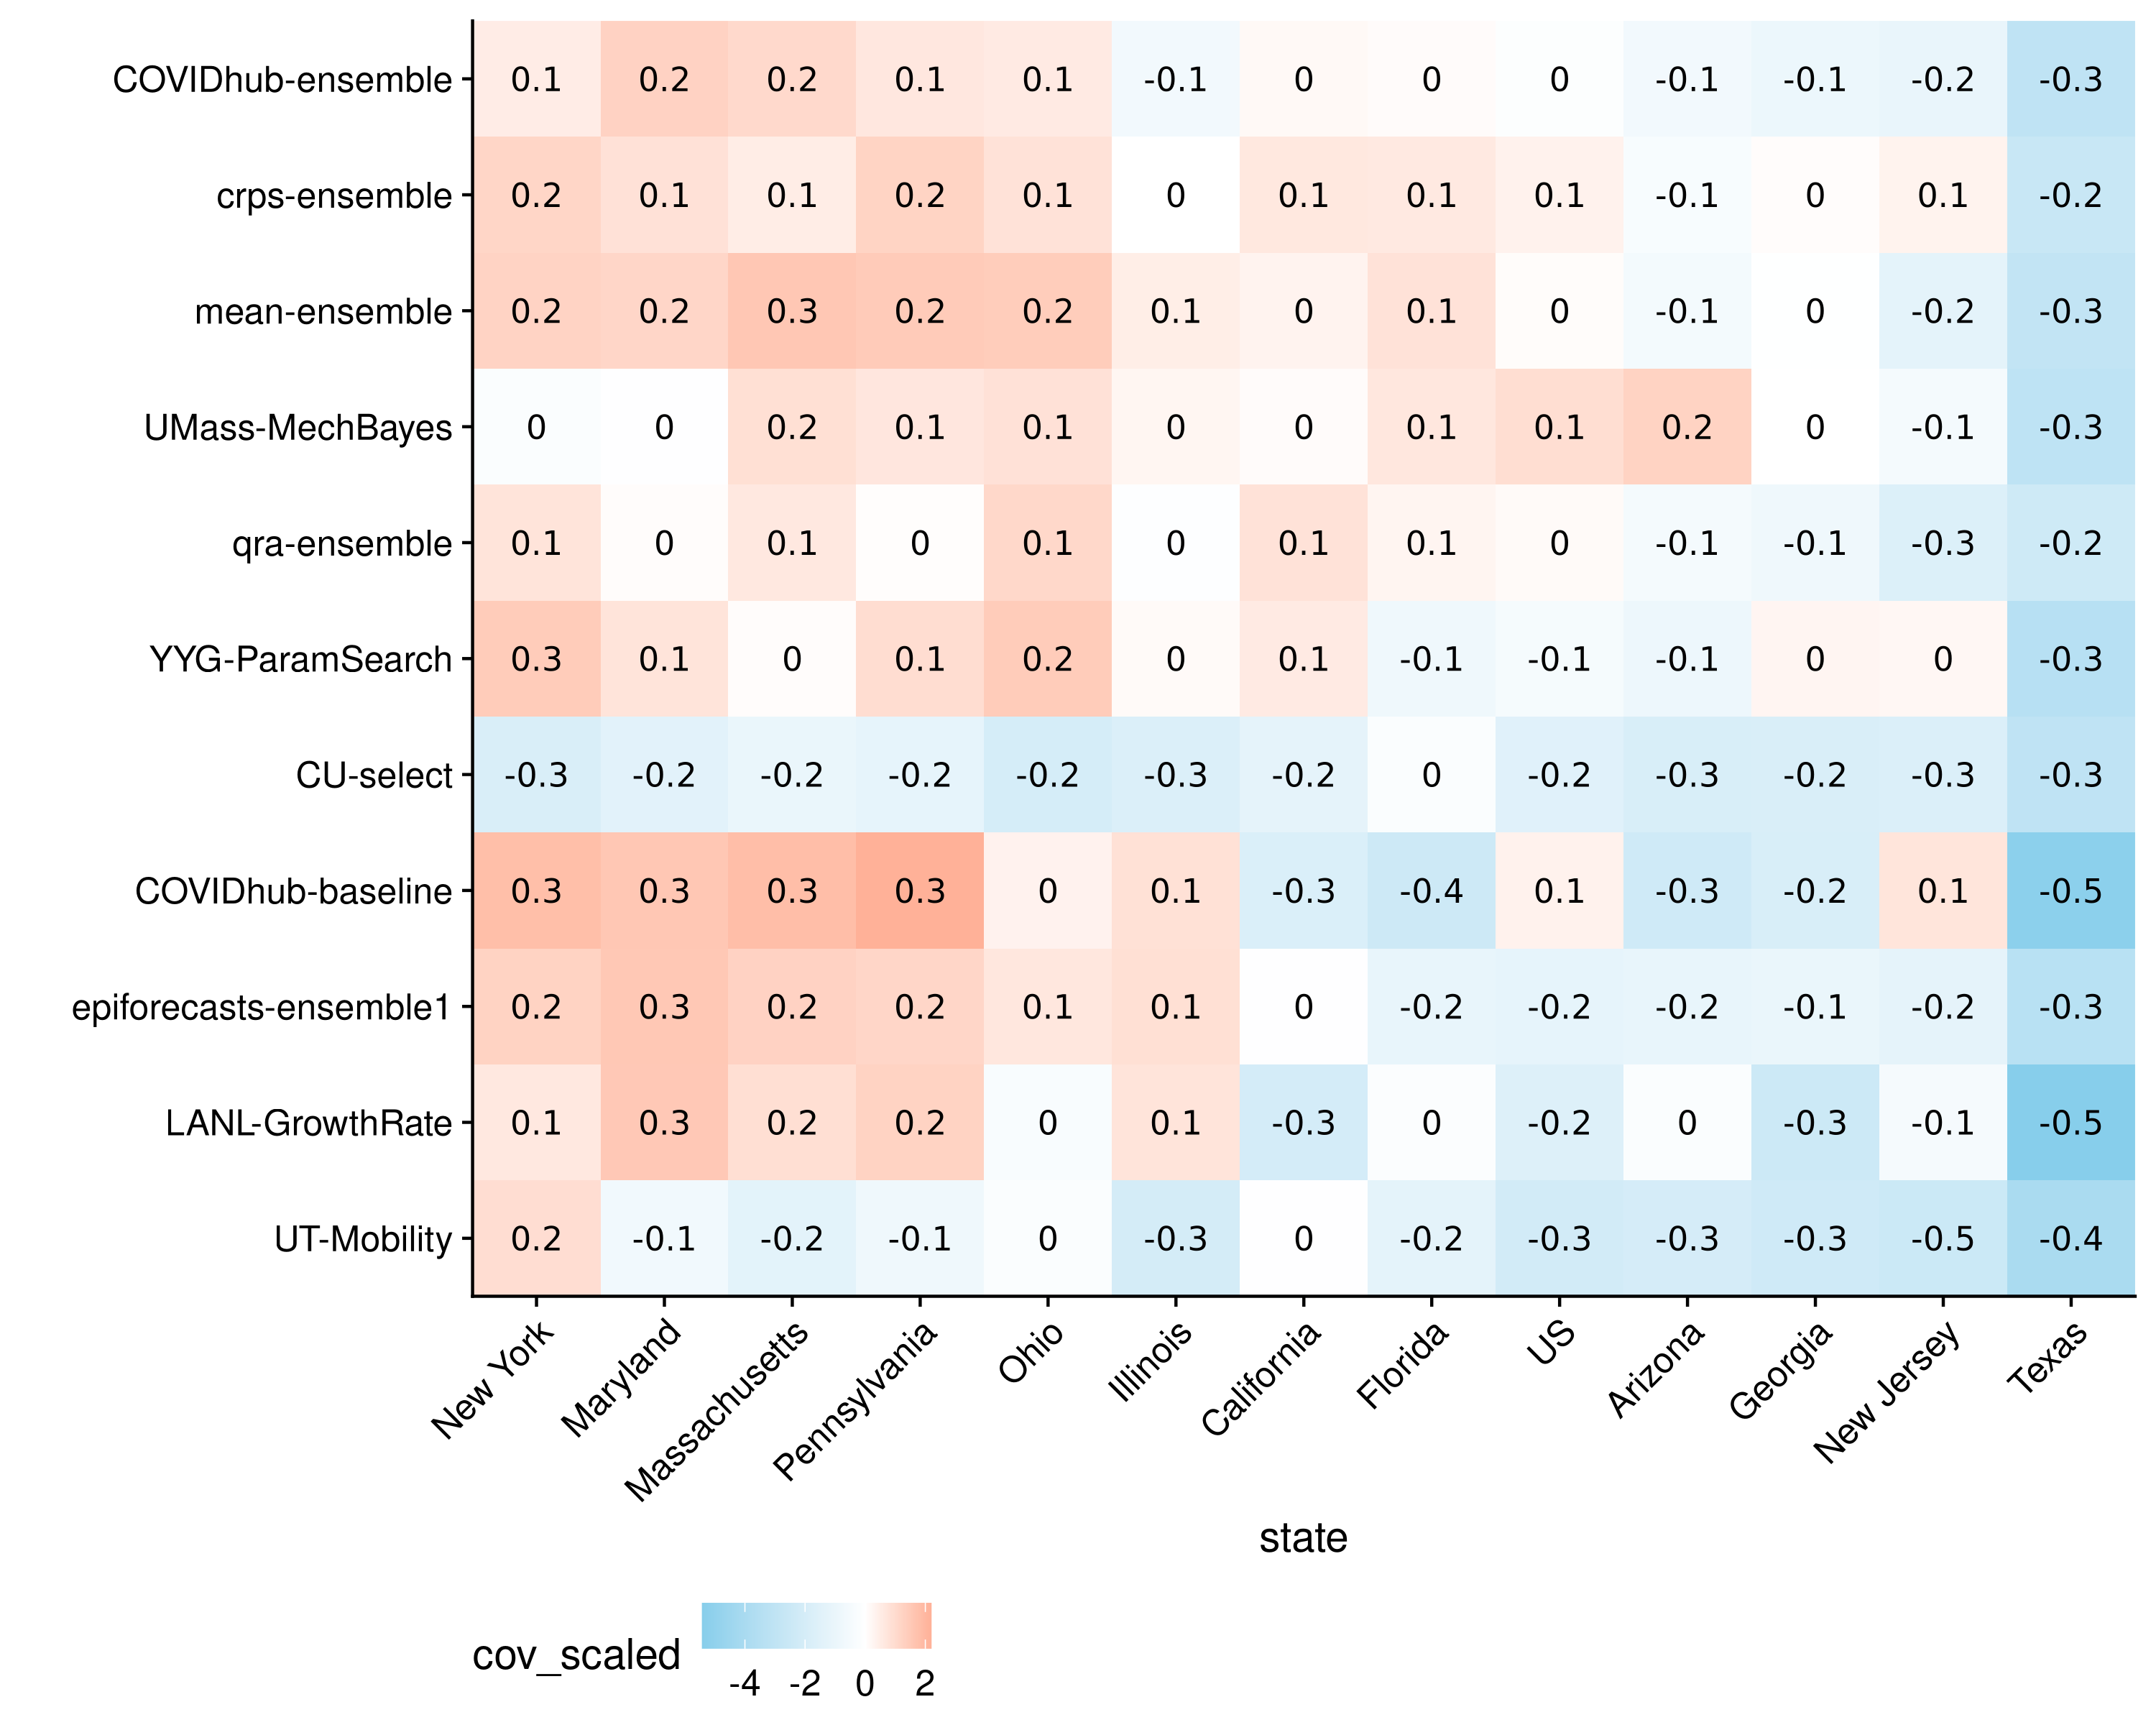 COVIDhub-ensemble 0.1 0.2 0.2 0.1 0.1 -0.1 0 0 0 -0.1 -0.1 -0.2 -0.3
crps-ensemble 0.2 0.1 0.1 0.2 0.1 0 0.1 0.1 0.1 -0.1 0 0.1 -0.2
mean-ensemble 0.2 0.2 0.3 0.2 0.2 0.1 0 0.1 0 -0.1 0 -0.2 -0.3
UMass-MechBayes 0 0 0.2 0.1 0.1 0 0 0.1 0.1 0.2 0 -0.1 -0.3
qra-ensemble 0.1 0 0.1 0 0.1 0 0.1 0.1 0 -0.1 -0.1 -0.3 -0.2
YYG-ParamSearch 0.3 0.1 0 0.1 0.2 0 0.1 -0.1 -0.1 -0.1 0 0 -0.3
CU-select -0.3 -0.2 -0.2 -0.2 -0.2 -0.3 -0.2 0 -0.2 -0.3 -0.2 -0.3 -0.3
COVIDhub-baseline 0.3 0.3 0.3 0.3 0 0.1 -0.3 -0.4 0.1 -0.3 -0.2 0.1 -0.5
epiforecasts-ensemble1 0.2 0.3 0.2 0.2 0.1 0.1 0 -0.2 -0.2 -0.2 -0.1 -0.2 -0.3
LANL-GrowthRate 0.1 0.3 0.2 0.2 0 0.1 -0.3 0 -0.2 0 -0.3 -0.1 -0.5
UT-Mobility 0.2 -0.1 -0.2 -0.1 0 -0.3 0 -0.2 -0.3 -0.3 -0.3 -0.5 -0.4
New York Maryland Massachusetts Pennsylvania Ohio Illinois California Florida US Arizona Georgia New Jersey Texas
state
cov_scaled
-4 -2 0 2